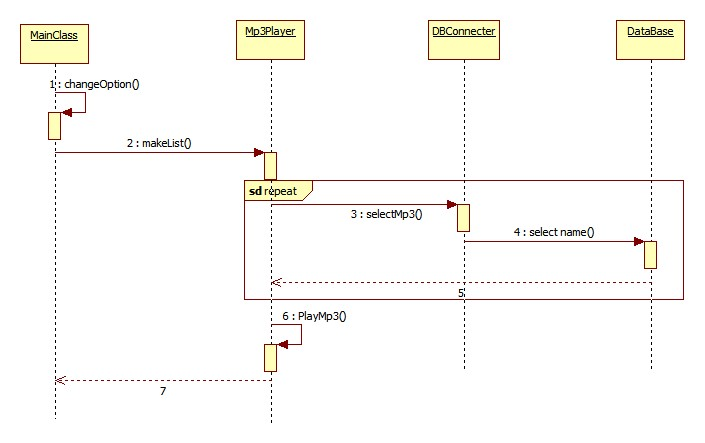 MainClass
Mp3Player
DBConnecter
DataBase
1 : changeOption()
2 : makeList()
sd repeat
3 : selectMp3()
4 : select name()
5
6 : PlayMp3()
7